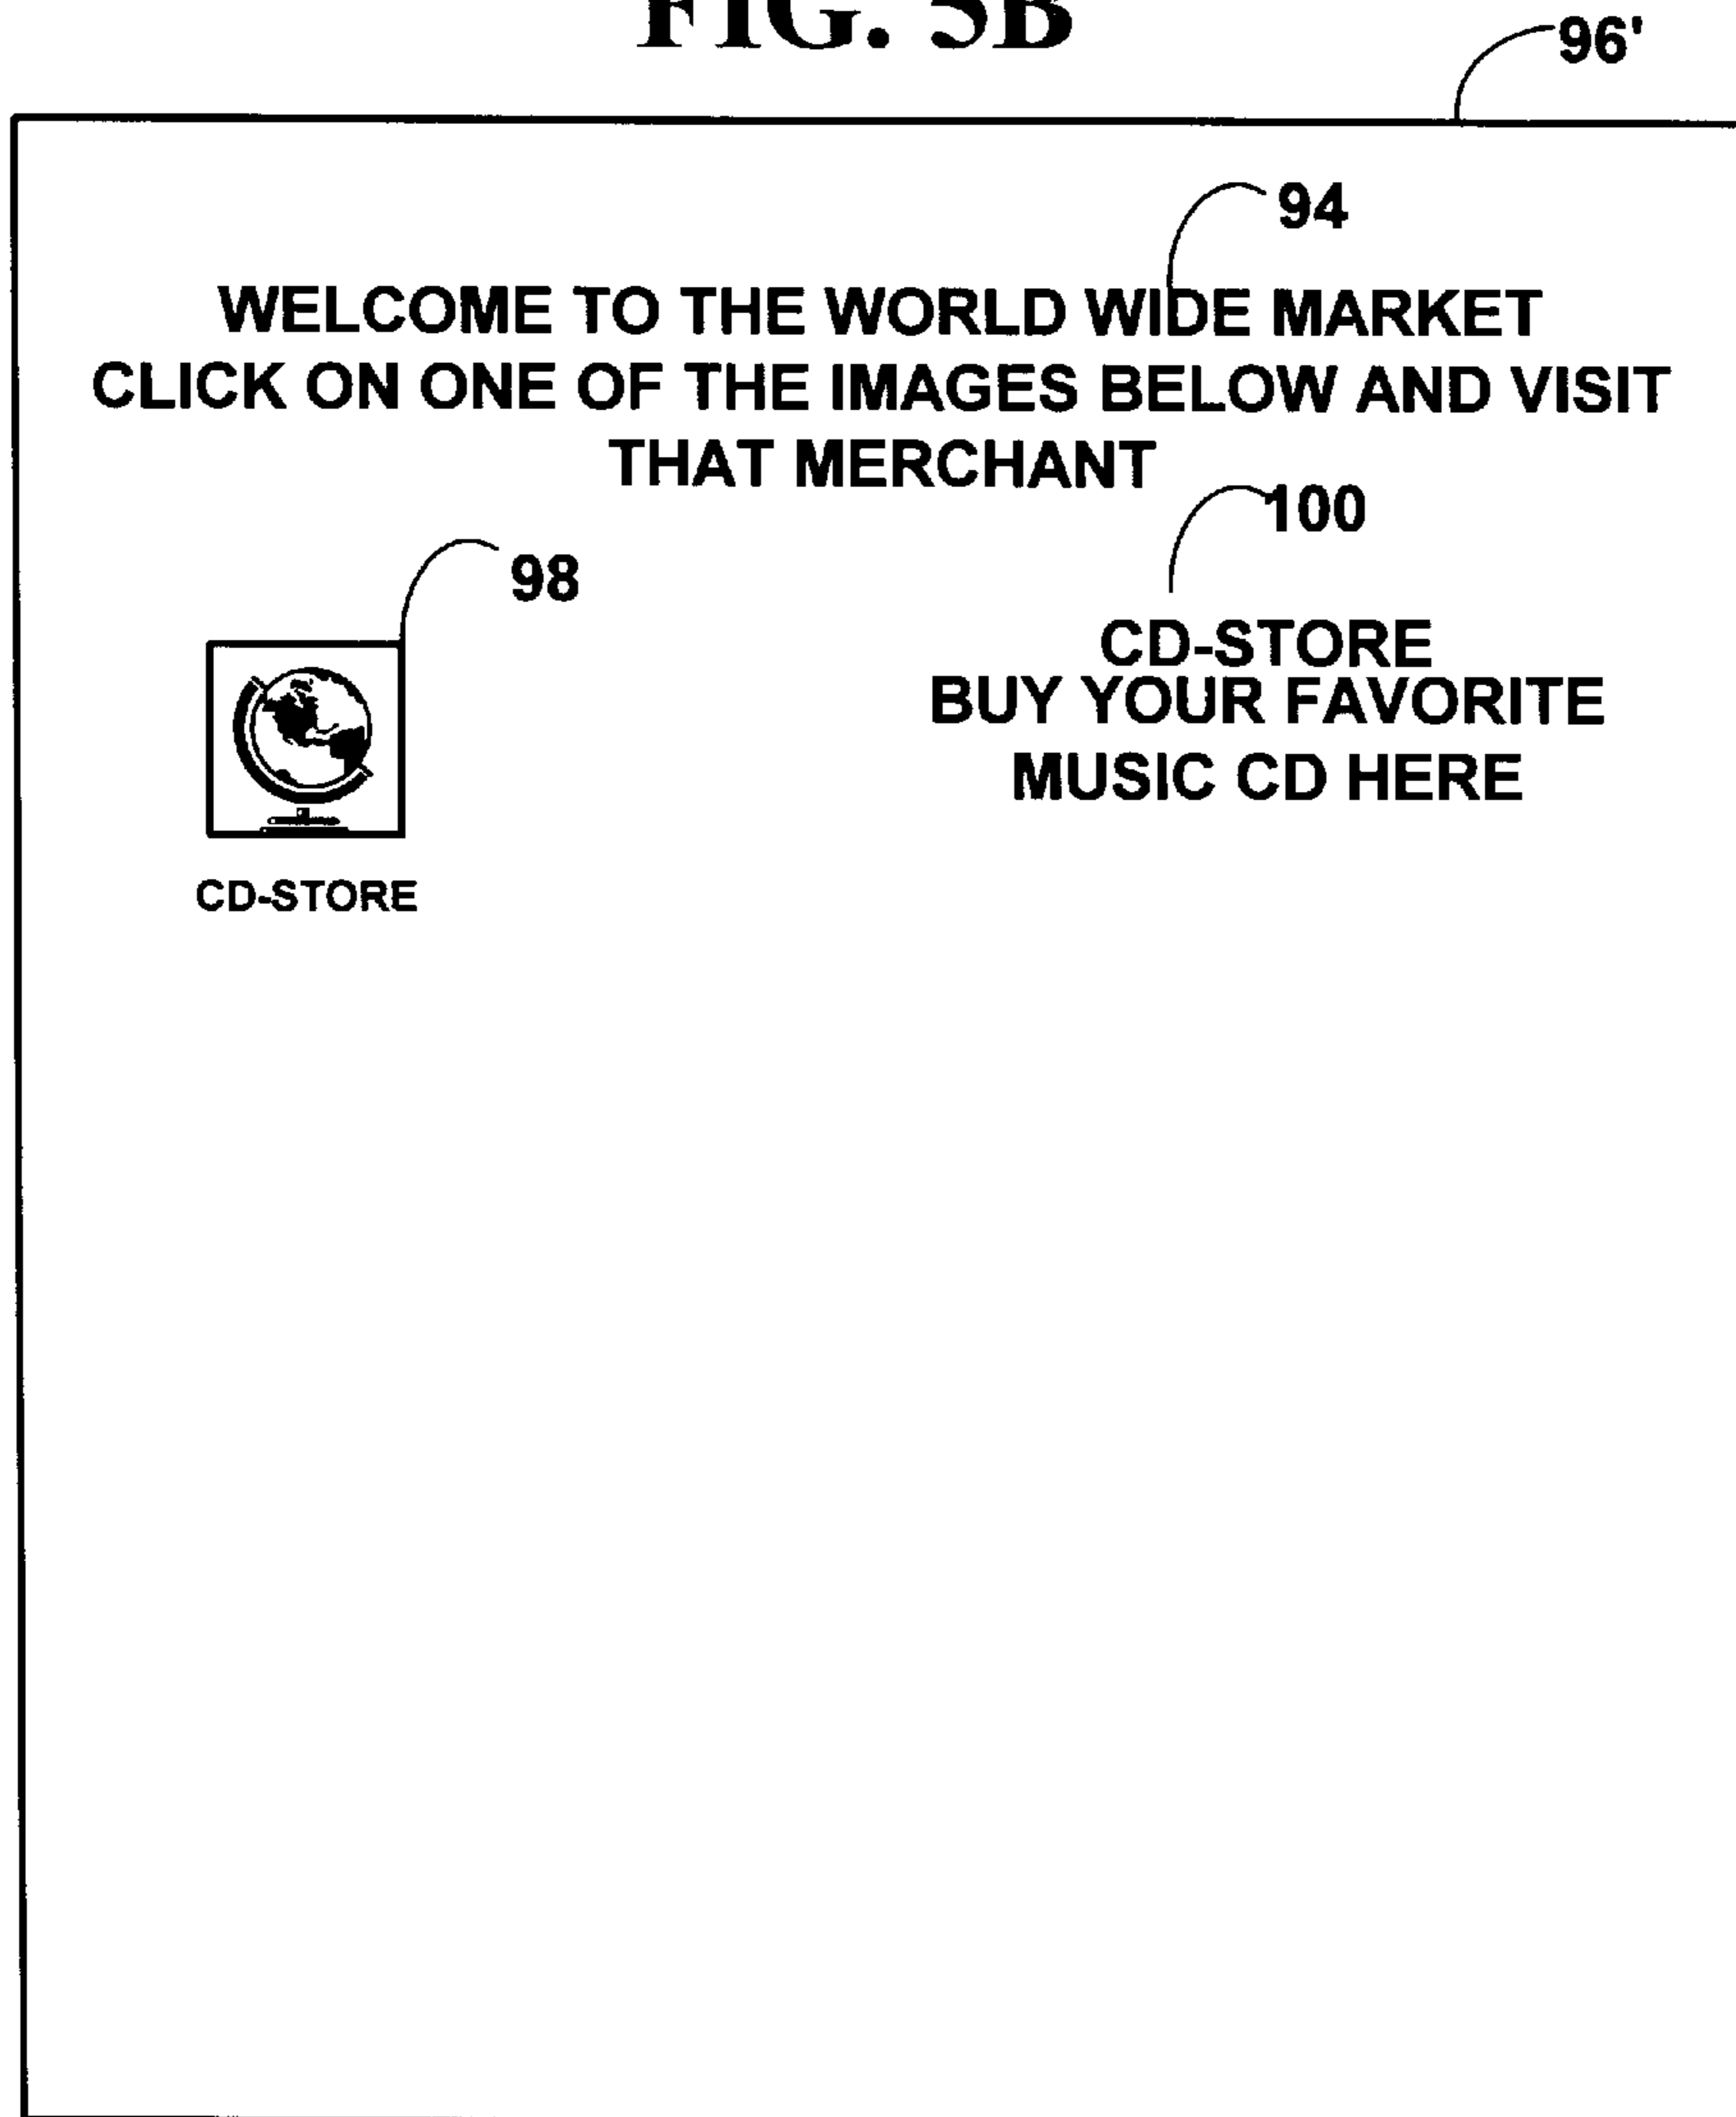 FIG.
96'
94
WELCOME TO THE WORLD WIDE MARKET
CLICK ON ONE OF THE IMAGES BELOW AND VISIT
THAT MERCHANT
100
98
CD-STORE
BUY YOUR FAVORITE
MUSIC CD HERE
CD-STORE